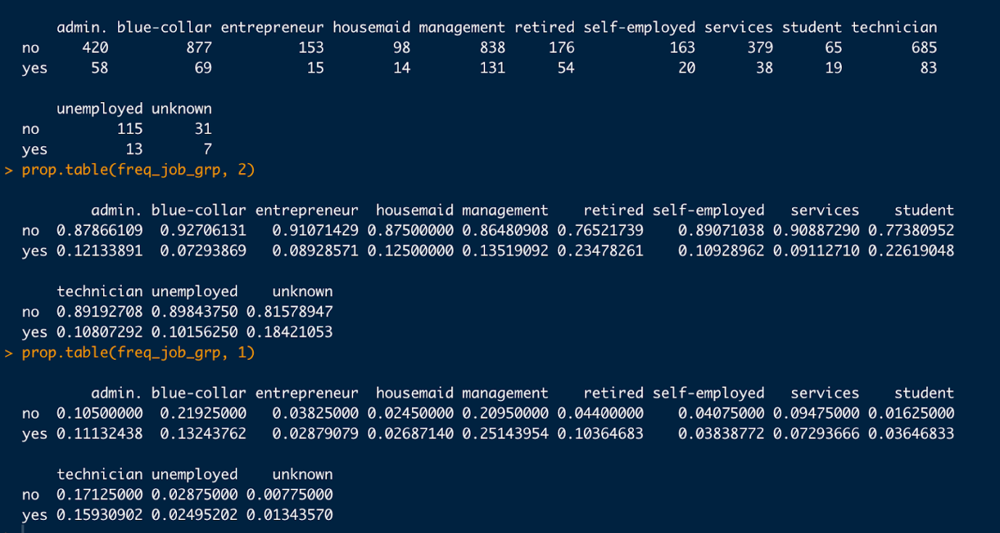 admin. blue-collar entrepreneur housemaid management retired self-employed services student technician
no 420 877 153 98 838 176 163 379 65 685
yes 58 69 15 14 131 54 20 38 19 83
unemployed unknown
no 115 31
yes 13 7
> prop.table(freq_job_grp, 2)
admin. blue-collar entrepreneur housemaid management retired self-employed services student
no 0.87866109 0.92706131 0.91071429 0.87500000 0.86480908 0.76521739 0.89071038 0.90887290 0.77380952
yes 0.12133891 0.07293869 0.08928571 0.12500000 0.13519092 0.23478261 0.10928962 0.09112710 0.22619048
technician unemployed unknown
no 0.89192708 0.89843750 0.81578947
yes 0.10807292 0.10156250 0.18421053
> prop.table(freq_job_grp, 1)
admin. blue-collar entrepreneur housemaid management retired self-employed services student
no 0.10500000 0.21925000 0.03825000 0.02450000 0.20950000 0.04400000 0.04075000 0.09475000 0.01625000
yes 0.11132438 0.13243762 0.02879079 0.02687140 0.25143954 0.10364683 0.03838772 0.07293666 0.03646833
technician unemployed unknown
no 0.17125000 0.02875000 0.00775000
yes 0.15930902 0.02495202 0.01343570